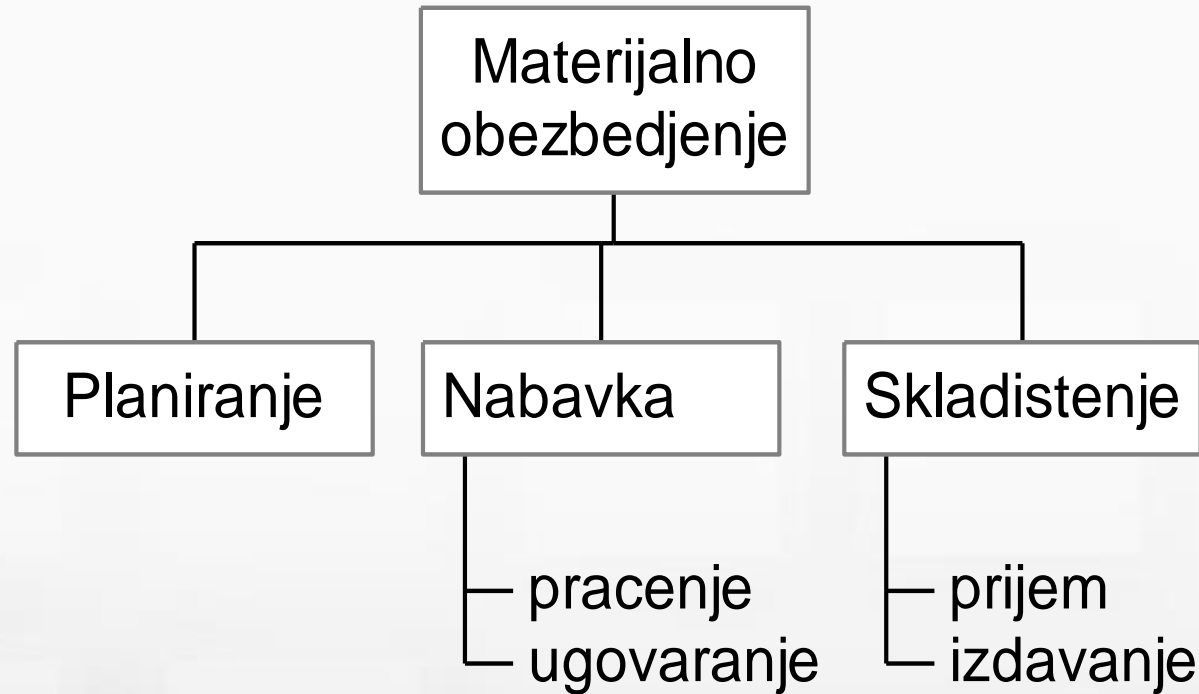 Materijalno
obezbedjenje
Planiranje
Nabavka
Skladistenje
pracenje
ugovaranje
prijem
izdavanje